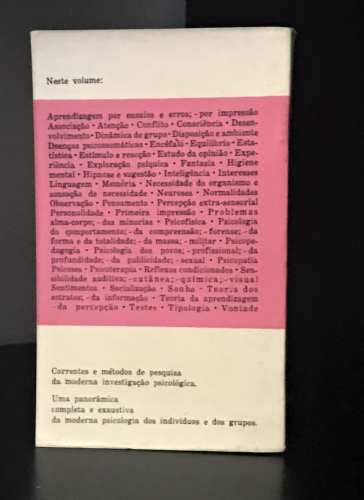 Neste volume:
Aprendizagem por ensaios e erros; - por impressão
Associação • Atenção • Conflito • Consciência • Desen-
volvimento • Dinâmica de grupo • Disposição e ambiente
Doenças psicossomáticas • Encéfalo • Equilíbrio • Esta-
tística • Estímulo e reacção • Estudo da opinião • Expe-
riência • Exploração psíquica • Fantasia • Higiene
mental • Hipnose e sugestão • Inteligência • Interesses
Linguagem • Memória • Necessidade do organismo e
sensação de necessidade • Neuroses • Normalidades
Observação • Pensamento • Percepção extra-sensorial
Personalidade • Primeira impressão • Problemas
alma-corpo; - das minorias • Psicofísica • Psicologia
do comportamento; - da compreensão; - forense; - da
forma e da totalidade; - da massa; - militar • Psicope-
dagogia • Psicologia dos povos; - profissional; - da
profundidade; - da publicidade; - sexual • Psicopatia
Psicoses • Psicoterapia • Reflexos condicionados • Sen-
sibilidade auditiva; - cutânea; - química; - visual
Sentimentos • Socialização • Sonho • Teoria dos
estratos; - da informação • Teoria da aprendizagem
- da percepção • Testes • Tipologia • Vontade
Correntes e métodos de pesquisa
da moderna investigação psicológica.
Uma panorâmica
completa e exaustiva
da moderna psicologia dos indivíduos e dos grupos.